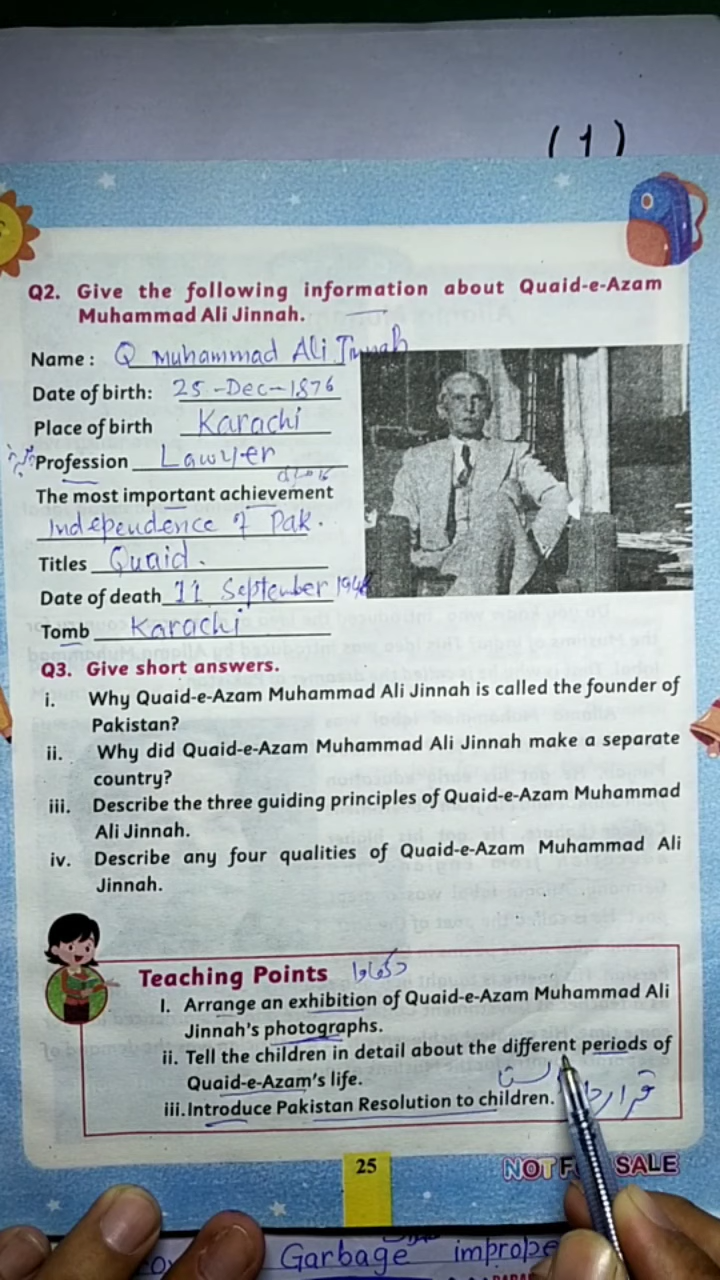 (1)
Q2. Give the following information about Quaid-e-Azam
Muhammad Ali Jinnah.
Name : Q Muhammad Ali Jinnah
Date of birth: 25-Dec-1876
Place of birth Karachi
Profession Lawyer
The most important achievement
Independence of Pak.
Titles Quaid.
Date of death 11 September 1948
Tomb Karachi
Q3. Give short answers.
i. Why Quaid-e-Azam Muhammad Ali Jinnah is called the founder of
Pakistan?
ii. Why did Quaid-e-Azam Muhammad Ali Jinnah make a separate
country?
iii. Describe the three guiding principles of Quaid-e-Azam Muhammad
Ali Jinnah.
iv. Describe any four qualities of Quaid-e-Azam Muhammad Ali
Jinnah.
Teaching Points
I. Arrange an exhibition of Quaid-e-Azam Muhammad Ali
Jinnah's photographs.
ii. Tell the children in detail about the different periods of
Quaid-e-Azam's life.
iii. Introduce Pakistan Resolution to children.
25
NOT F SALE
Garbage imprope